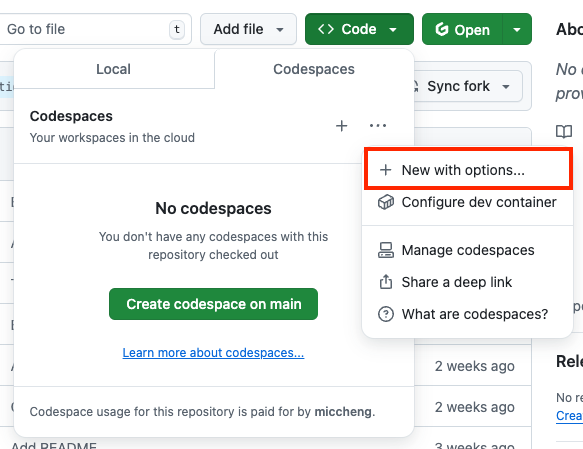 Go to file
t
Add file
Code
Open
Abo
Local
Codespaces
No
prov
Sync fork
Codespaces
Your workspaces in the cloud
New with options...
Configure dev container
No codespaces
You don't have any codespaces with this
repository checked out
Manage codespaces
Share a deep link
What are codespaces?
Create codespace on main
Learn more about codespaces...
2 weeks ago
Rele
Codespace usage for this repository is paid for by miccheng.
2 weeks ago
No re
Crea
Add README
3 weeks ago